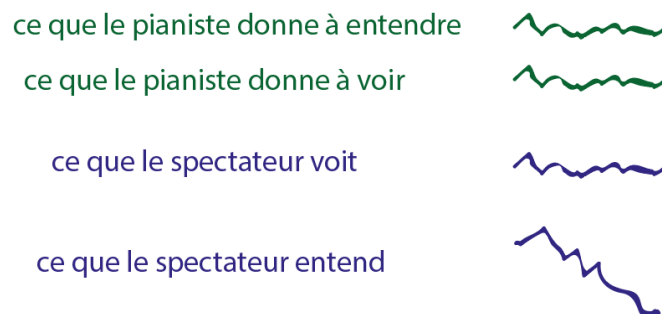 ce que le pianiste donne à entendre
ce que le pianiste donne à voir
ce que le spectateur voit
ce que le spectateur entend